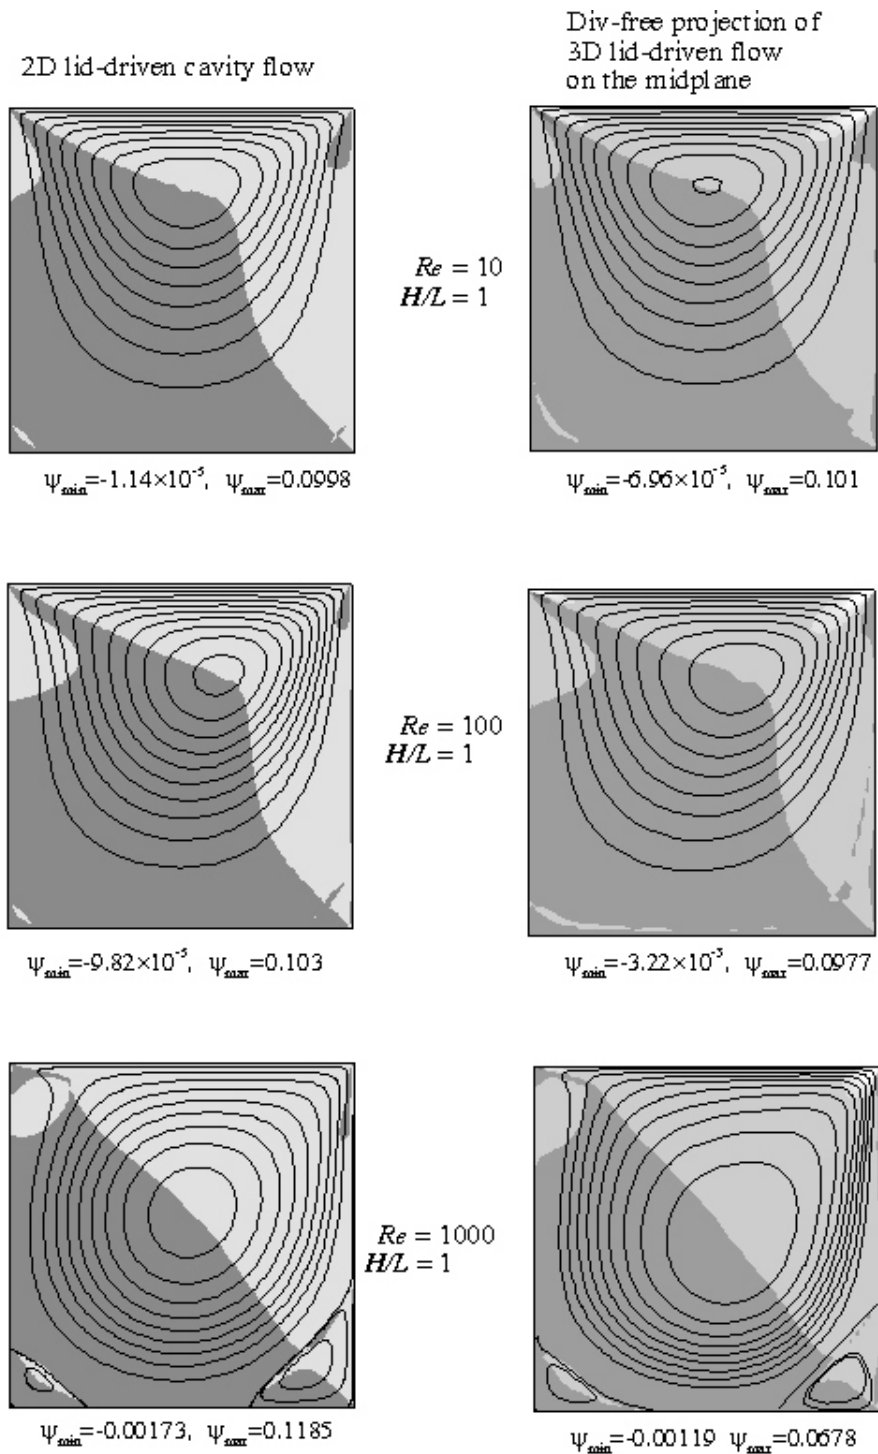 2D lid-driven cavity flow
Div-free projection of
3D lid-driven flow
on the midplane
Re = 10
H/L = 1
ψmin=-1.14×10⁻⁵, ψmax=0.0998
ψmin=-6.96×10⁻⁵, ψmax=0.101
Re = 100
H/L = 1
ψmin=-9.82×10⁻⁵, ψmax=0.103
ψmin=-3.22×10⁻⁵, ψmax=0.0977
Re = 1000
H/L = 1
ψmin=-0.00173, ψmax=0.1185
ψmin=-0.00119 ψmax=0.0678